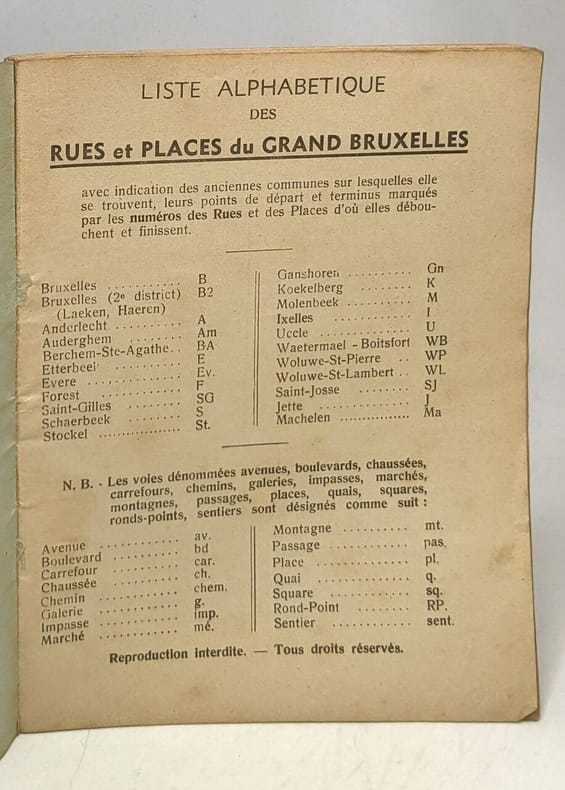 LISTE ALPHABETIQUE
DES
RUES et PLACES du GRAND BRUXELLES
avec indication des anciennes communes sur lesquelles elle
se trouvent, leurs points de départ et terminus marqués
par les numéros des Rues et des Places d'où elles débou-
chent et finissent.
Bruxelles ........... B
Bruxelles (2e district) B2
(Laeken, Haeren)
Anderlecht .......... A
Auderghem ........ Am
Berchem-Ste-Agathe.. BA
Etterbeek ......... E
Evere ............. Ev.
Forest ........... F
Saint-Gilles ........ SG
Schaerbeek ........ S
Stockel ................ St.
Ganshoren .......... Gn
Koekelberg ........ K
Molenbeek .......... M
Ixelles ............ I
Uccle .............. U
Waetermael - Boitsfort WB
Woluwe-St-Pierre .. WP
Woluwe-St-Lambert .. WL
Saint-Josse ........ SJ
Jette .............. J
Machelen ................ Ma
N. B. - Les voies dénommées avenues, boulevards, chaussées,
carrefours, chemins, galeries, impasses, marchés,
montagnes, passages, places, quais, squares,
ronds-points, sentiers sont désignés comme suit :
Avenue ............ av.
Boulevard .......... bd
Carrefour .......... car.
Chaussée .......... ch.
Chemin ............ chem.
Galerie ............ g.
Impasse ............ imp.
Marché ............ mé.
Montagne .......... mt.
Passage ............ pas.
Place .............. pl.
Quai .............. q.
Square ............ sq.
Rond-Point ........ RP.
Sentier ............ sent.
Reproduction interdite. — Tous droits réservés.